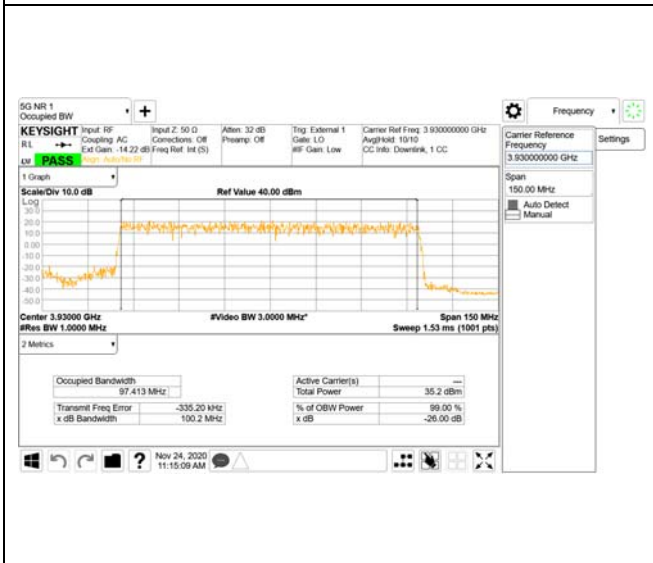 5G NR 1
Occupied BW
+
Frequency
KEYSIGHT
RL
PASS
Input: RF
Coupling: AC
Ext Gain: -14.22 dB
Align: Auto/No RF
Input Z: 50 Ω
Corrections: Off
Freq Ref: Int (S)
Atten: 32 dB
Preamp: Off
Trig: External 1
Gate: LO
#IF Gain: Low
Carrier Ref Freq: 3.930000000 GHz
Avg|Hold: 10/10
CC Info: Downlink, 1 CC
Carrier Reference
Frequency
3.930000000 GHz
Settings
Span
150.00 MHz
Auto Detect
Manual
1 Graph
Scale/Div 10.0 dB
Ref Value 40.00 dBm
Log
30.0
20.0
10.0
0.00
-10.0
-20.0
-30.0
-40.0
-50.0
Center 3.93000 GHz
#Video BW 3.0000 MHz*
Span 150 MHz
#Res BW 1.0000 MHz
Sweep 1.53 ms (1001 pts)
2 Metrics
Occupied Bandwidth
97.413 MHz
Transmit Freq Error -335.20 kHz
x dB Bandwidth 100.2 MHz
Active Carrier(s) ---
Total Power 35.2 dBm
% of OBW Power 99.00 %
x dB -26.00 dB
?
Nov 24, 2020
11:15:09 AM